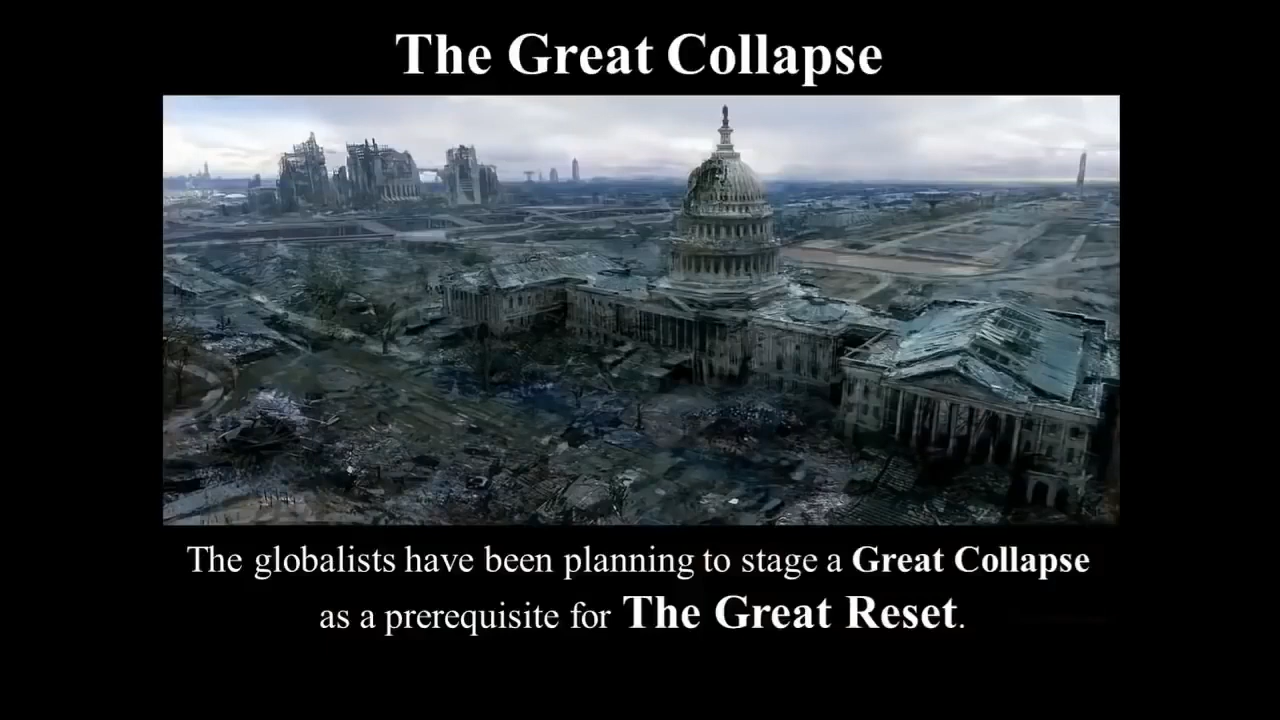 The Great Collapse
The globalists have been planning to stage a Great Collapse
as a prerequisite for The Great Reset.